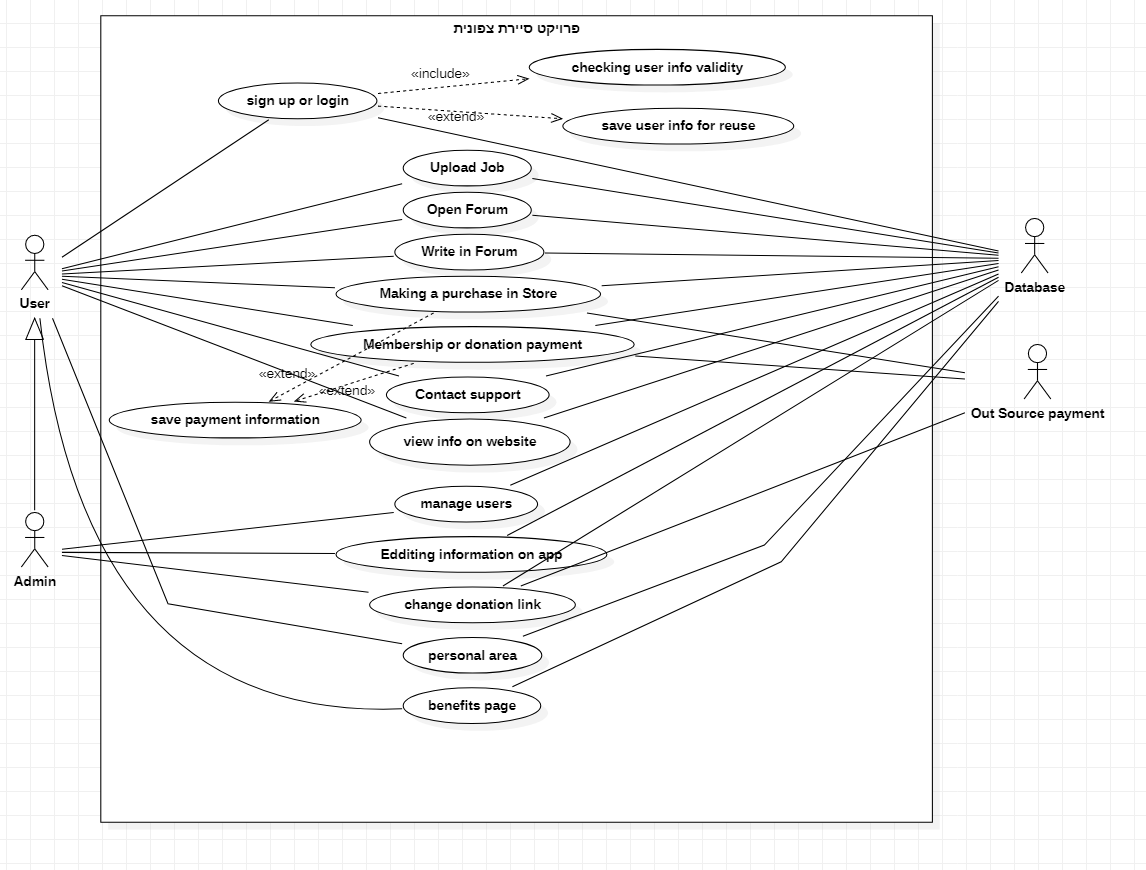 פרויקט סיירת צפונית
«include»
checking user info validity
sign up or login
«extend»
save user info for reuse
Upload Job
Open Forum
Write in Forum
User
Making a purchase in Store
Database
Membership or donation payment
«extend»
«extend»
Contact support
save payment information
Out Source payment
view info on website
manage users
Edditing information on app
Admin
change donation link
personal area
benefits page